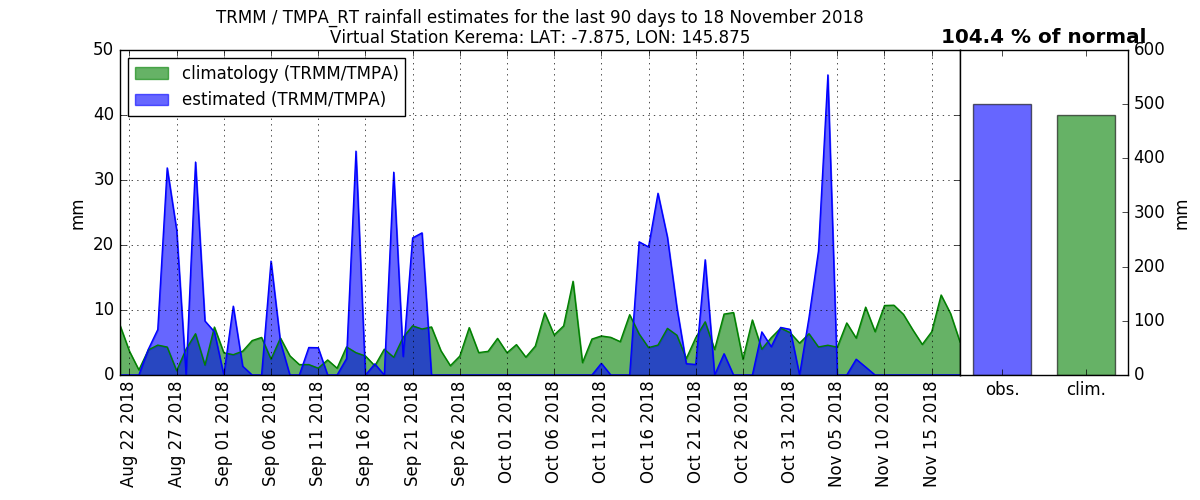 TRMM / TMPA_RT rainfall estimates for the last 90 days to 18 November 2018
Virtual Station Kerema: LAT: -7.875, LON: 145.875
104.4 % of normal
climatology (TRMM/TMPA)
estimated (TRMM/TMPA)
50
40
30
20
10
0
mm
Aug 22 2018
Aug 27 2018
Sep 01 2018
Sep 06 2018
Sep 11 2018
Sep 16 2018
Sep 21 2018
Sep 26 2018
Oct 01 2018
Oct 06 2018
Oct 11 2018
Oct 16 2018
Oct 21 2018
Oct 26 2018
Oct 31 2018
Nov 05 2018
Nov 10 2018
Nov 15 2018
obs.
clim.
600
500
400
300
200
100
0
mm